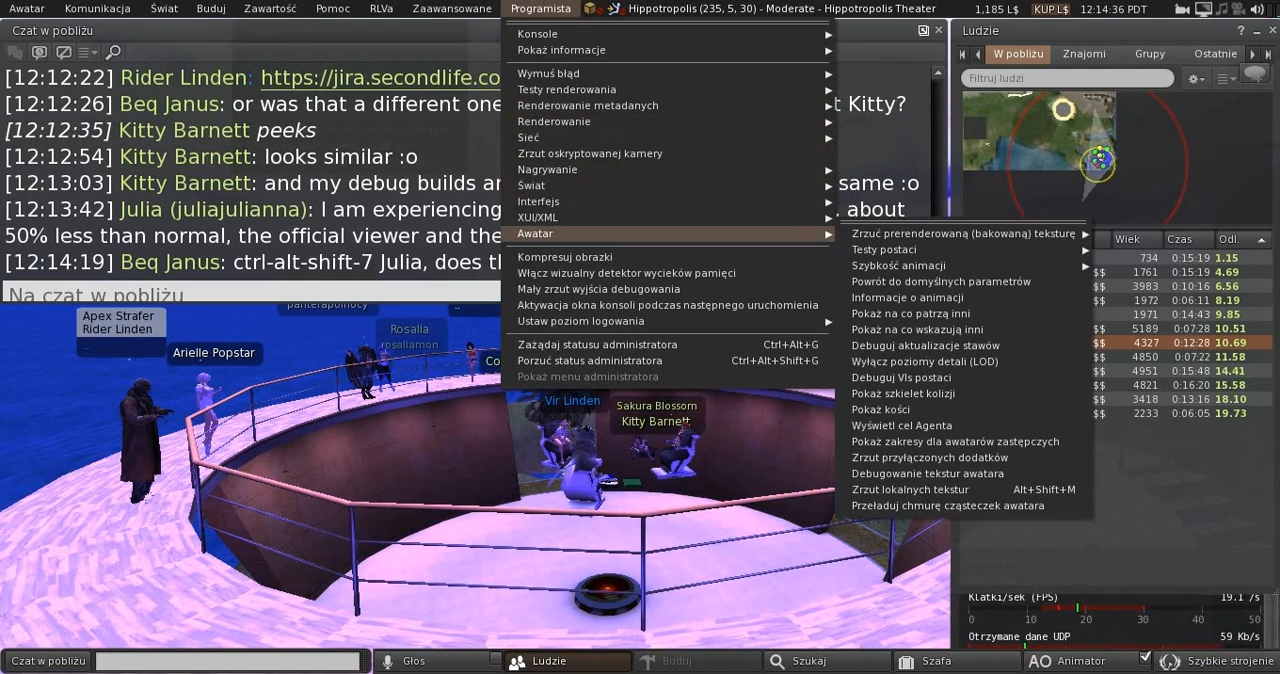 Awatar Komunikacja Świat Buduj Zawartość Pomoc RLVa Zaawansowane Programista Hippotropolis (235, 5, 30) - Moderate - Hippotropolis Theater 1,185 L$ KUP L$ 12:14:36 PDT
Czat w pobliżu
[12:12:22] Rider Linden: https://jira.secondlife.co
[12:12:26] Beq Janus: or was that a different one t Kitty?
[12:12:35] Kitty Barnett peeks
[12:12:54] Kitty Barnett: looks similar :o
[12:13:03] Kitty Barnett: and my debug builds ar same :o
[12:13:42] Julia (juliajulianna): I am experiencing . about
50% less than normal, the official viewer and the
[12:14:19] Beq Janus: ctrl-alt-shift-7 Julia, does th
Na czat w pobliżu
Konsole
Pokaż informacje
Wymuś błąd
Testy renderowania
Renderowanie metadanych
Renderowanie
Sieć
Zrzut oskryptowanej kamery
Nagrywanie
Świat
Interfejs
XUI/XML
Awatar
Kompresuj obrazki
Włącz wizualny detektor wycieków pamięci
Mały zrzut wyjścia debugowania
Aktywacja okna konsoli podczas następnego uruchomienia
Ustaw poziom logowania
Zażądaj statusu administratora Ctrl+Alt+G
Porzuć status administratora Ctrl+Alt+Shift+G
Pokaż menu administratora
Zrzuć prerenderowaną (bakowaną) teksturę
Testy postaci
Szybkość animacji
Powrót do domyślnych parametrów
Informacje o animacji
Pokaż na co patrzą inni
Pokaż na co wskazują inni
Debuguj aktualizacje stawów
Wyłącz poziomy detali (LOD)
Debuguj VIs postaci
Pokaż szkielet kolizji
Pokaż kości
Wyświetl cel Agenta
Pokaż zakresy dla awatarów zastępczych
Zrzut przyłączonych dodatków
Debugowanie tekstur awatara
Zrzut lokalnych tekstur Alt+Shift+M
Przeładuj chmurę cząsteczek awatara
Ludzie
W pobliżu Znajomi Grupy Ostatnie
Filtruj ludzi
Wiek Czas Odl.
734 0:15:19 1.15
$$ 1761 0:15:19 4.69
$$ 3983 0:10:16 6.56
$$ 1972 0:06:11 8.19
1971 0:14:43 9.85
$$ 5189 0:07:28 10.51
$$ 4327 0:12:28 10.69
$$ 4850 0:07:22 11.58
$$ 4951 0:15:48 14.41
$$ 4821 0:16:20 15.58
$$ 3418 0:13:16 18.10
$$ 2233 0:06:05 19.73
panterapolnocy
Apex Strafer
Rider Linden
Arielle Popstar
Rosalia
rosaliamon
Co
Vir Linden
Sakura Blossom
Kitty Barnett
Klatki/sek (FPS) 19.1 /s
0 10 20 30 40 50
Otrzymane dane UDP 59 Kb/s
Czat w pobliżu Głos Ludzie Buduj Szukaj Szafa AO Animator Szybkie strojenie